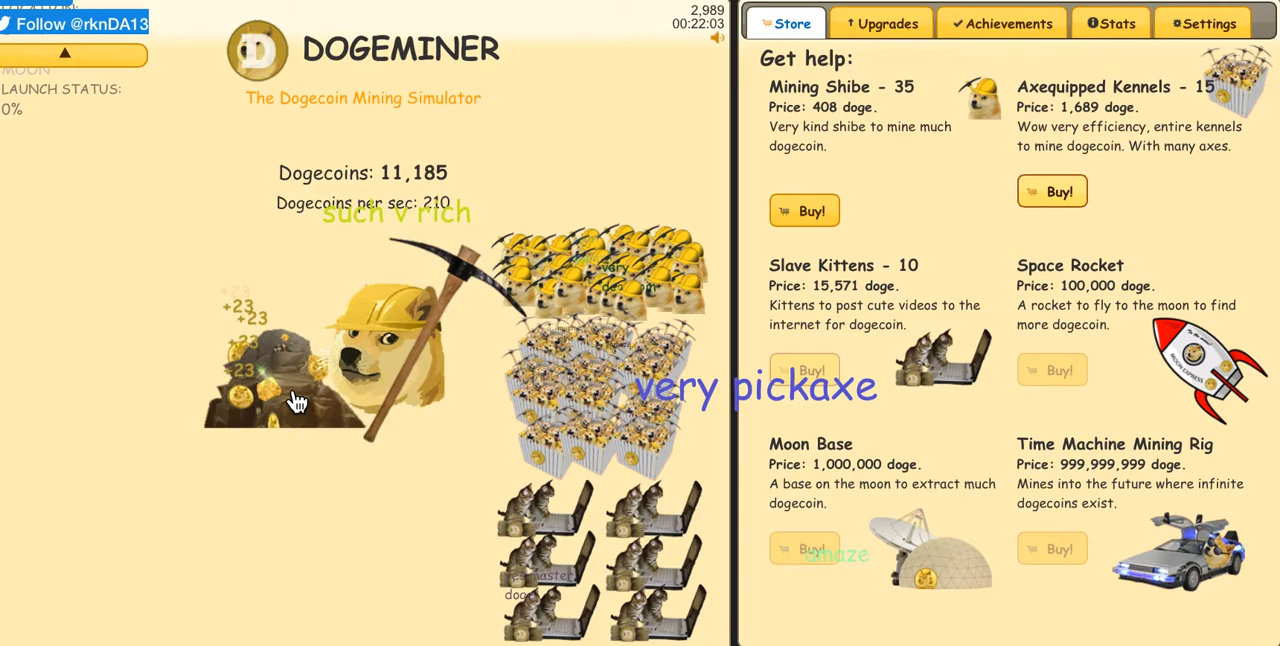 Follow @rknDA13
▲
MOON
LAUNCH STATUS:
0%
DOGEMINER
The Dogecoin Mining Simulator
2,989
00:22:03
Dogecoins: 11,185
Dogecoins per sec: 210
such v rich
+23
+23
+23
+23
+23
very
very pickaxe
amaze
Store
Upgrades
Achievements
Stats
Settings
Get help:
Mining Shibe - 35
Price: 408 doge.
Very kind shibe to mine much
dogecoin.
Buy!
Axequipped Kennels - 15
Price: 1,689 doge.
Wow very efficiency, entire kennels
to mine dogecoin. With many axes.
Buy!
Slave Kittens - 10
Price: 15,571 doge.
Kittens to post cute videos to the
internet for dogecoin.
Buy!
Space Rocket
Price: 100,000 doge.
A rocket to fly to the moon to find
more dogecoin.
Buy!
MOON EXPRESS
Moon Base
Price: 1,000,000 doge.
A base on the moon to extract much
dogecoin.
Buy!
Time Machine Mining Rig
Price: 999,999,999 doge.
Mines into the future where infinite
dogecoins exist.
Buy!